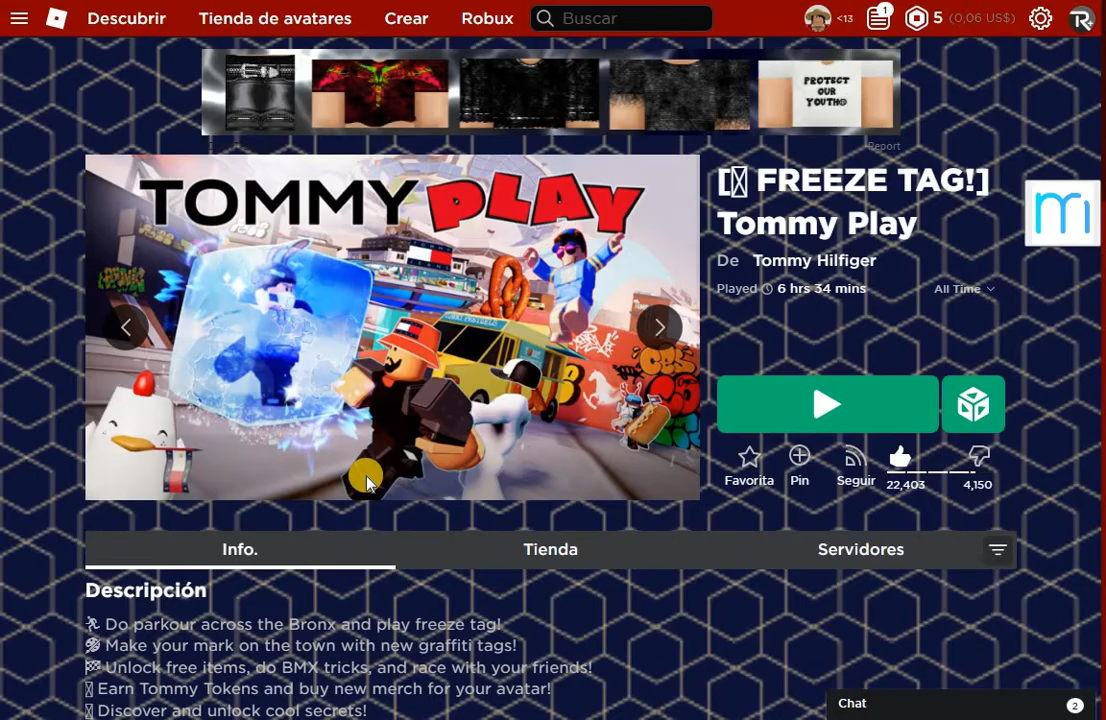 Descubrir Tienda de avatares Crear Robux Buscar <13 1 5 (0,06 US$)
PROTECT
OUR
YOUTH®
Report
TOMMY PLAY
[ FREEZE TAG!]
Tommy Play
De Tommy Hilfiger
Played 6 hrs 34 mins All Time
Favorita Pin Seguir 22,403 4,150
Info. Tienda Servidores
Descripción
Do parkour across the Bronx and play freeze tag!
Make your mark on the town with new graffiti tags!
Unlock free items, do BMX tricks, and race with your friends!
Earn Tommy Tokens and buy new merch for your avatar!
Discover and unlock cool secrets!
Chat 2